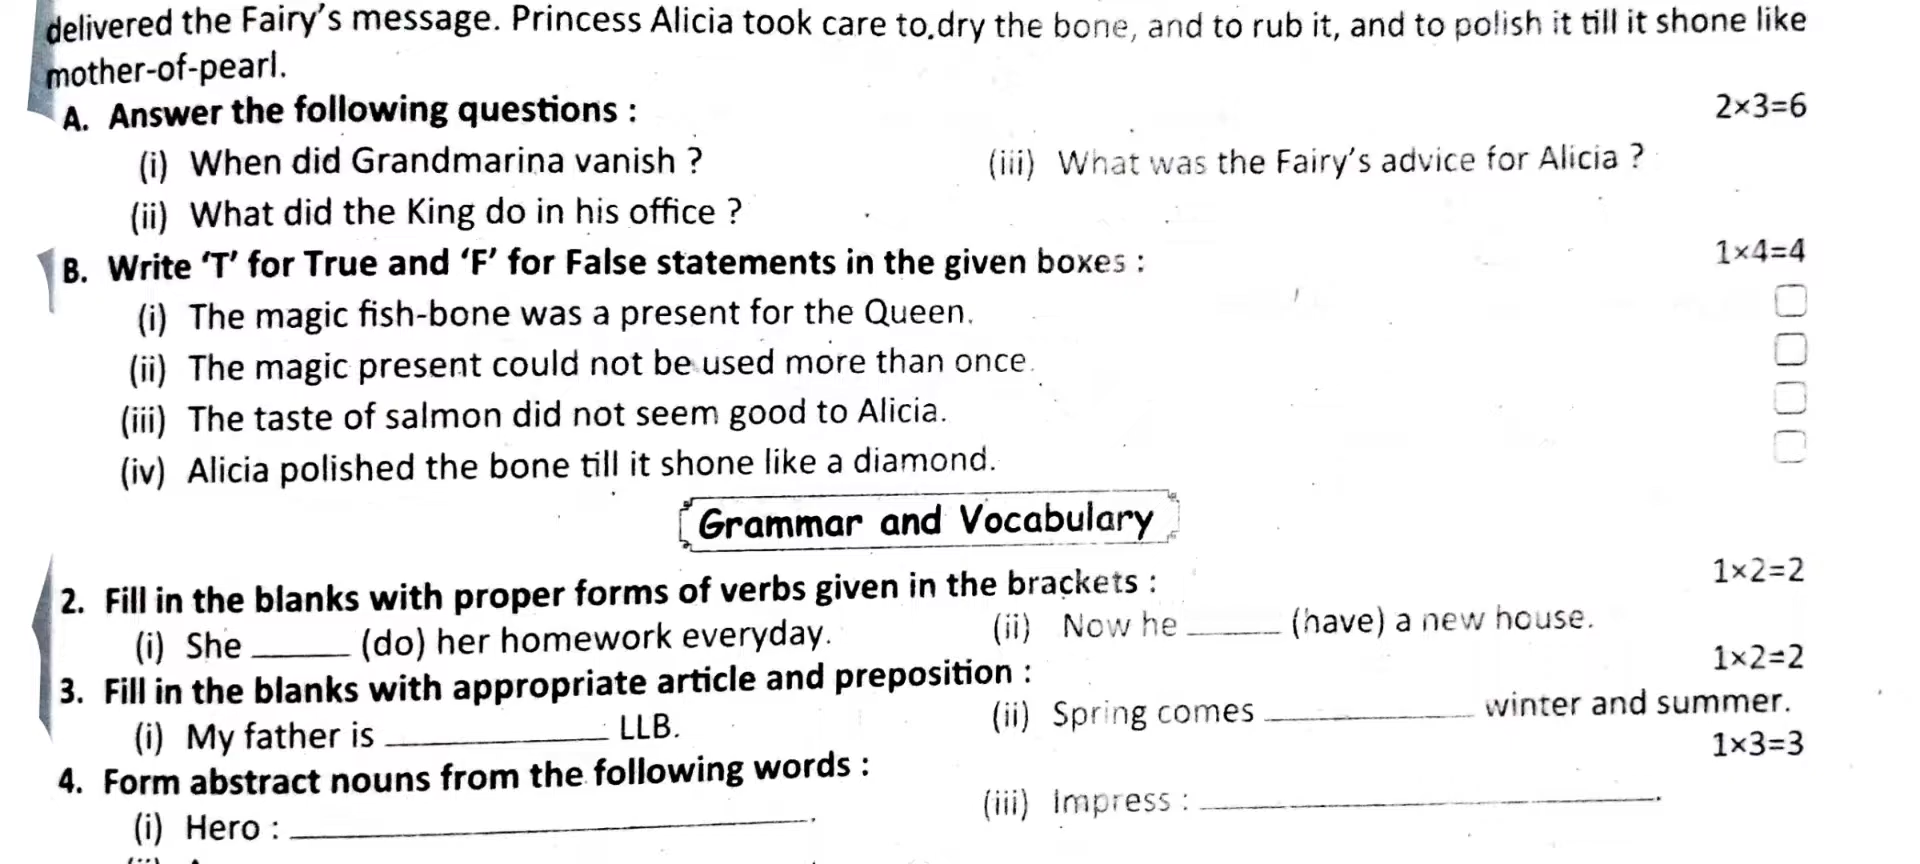 delivered the Fairy's message. Princess Alicia took care to dry the bone, and to rub it, and to polish it till it shone like
mother-of-pearl.
A. Answer the following questions : 2×3=6
(i) When did Grandmarina vanish ? (iii) What was the Fairy's advice for Alicia ?
(ii) What did the King do in his office ?
B. Write 'T' for True and 'F' for False statements in the given boxes : 1×4=4
(i) The magic fish-bone was a present for the Queen.
(ii) The magic present could not be used more than once.
(iii) The taste of salmon did not seem good to Alicia.
(iv) Alicia polished the bone till it shone like a diamond.
Grammar and Vocabulary
2. Fill in the blanks with proper forms of verbs given in the brackets : 1×2=2
(i) She ______ (do) her homework everyday. (ii) Now he ______ (have) a new house.
3. Fill in the blanks with appropriate article and preposition : 1×2=2
(i) My father is ____________ LLB. (ii) Spring comes ____________ winter and summer.
4. Form abstract nouns from the following words : 1×3=3
(i) Hero : ____________. (iii) Impress : ____________.